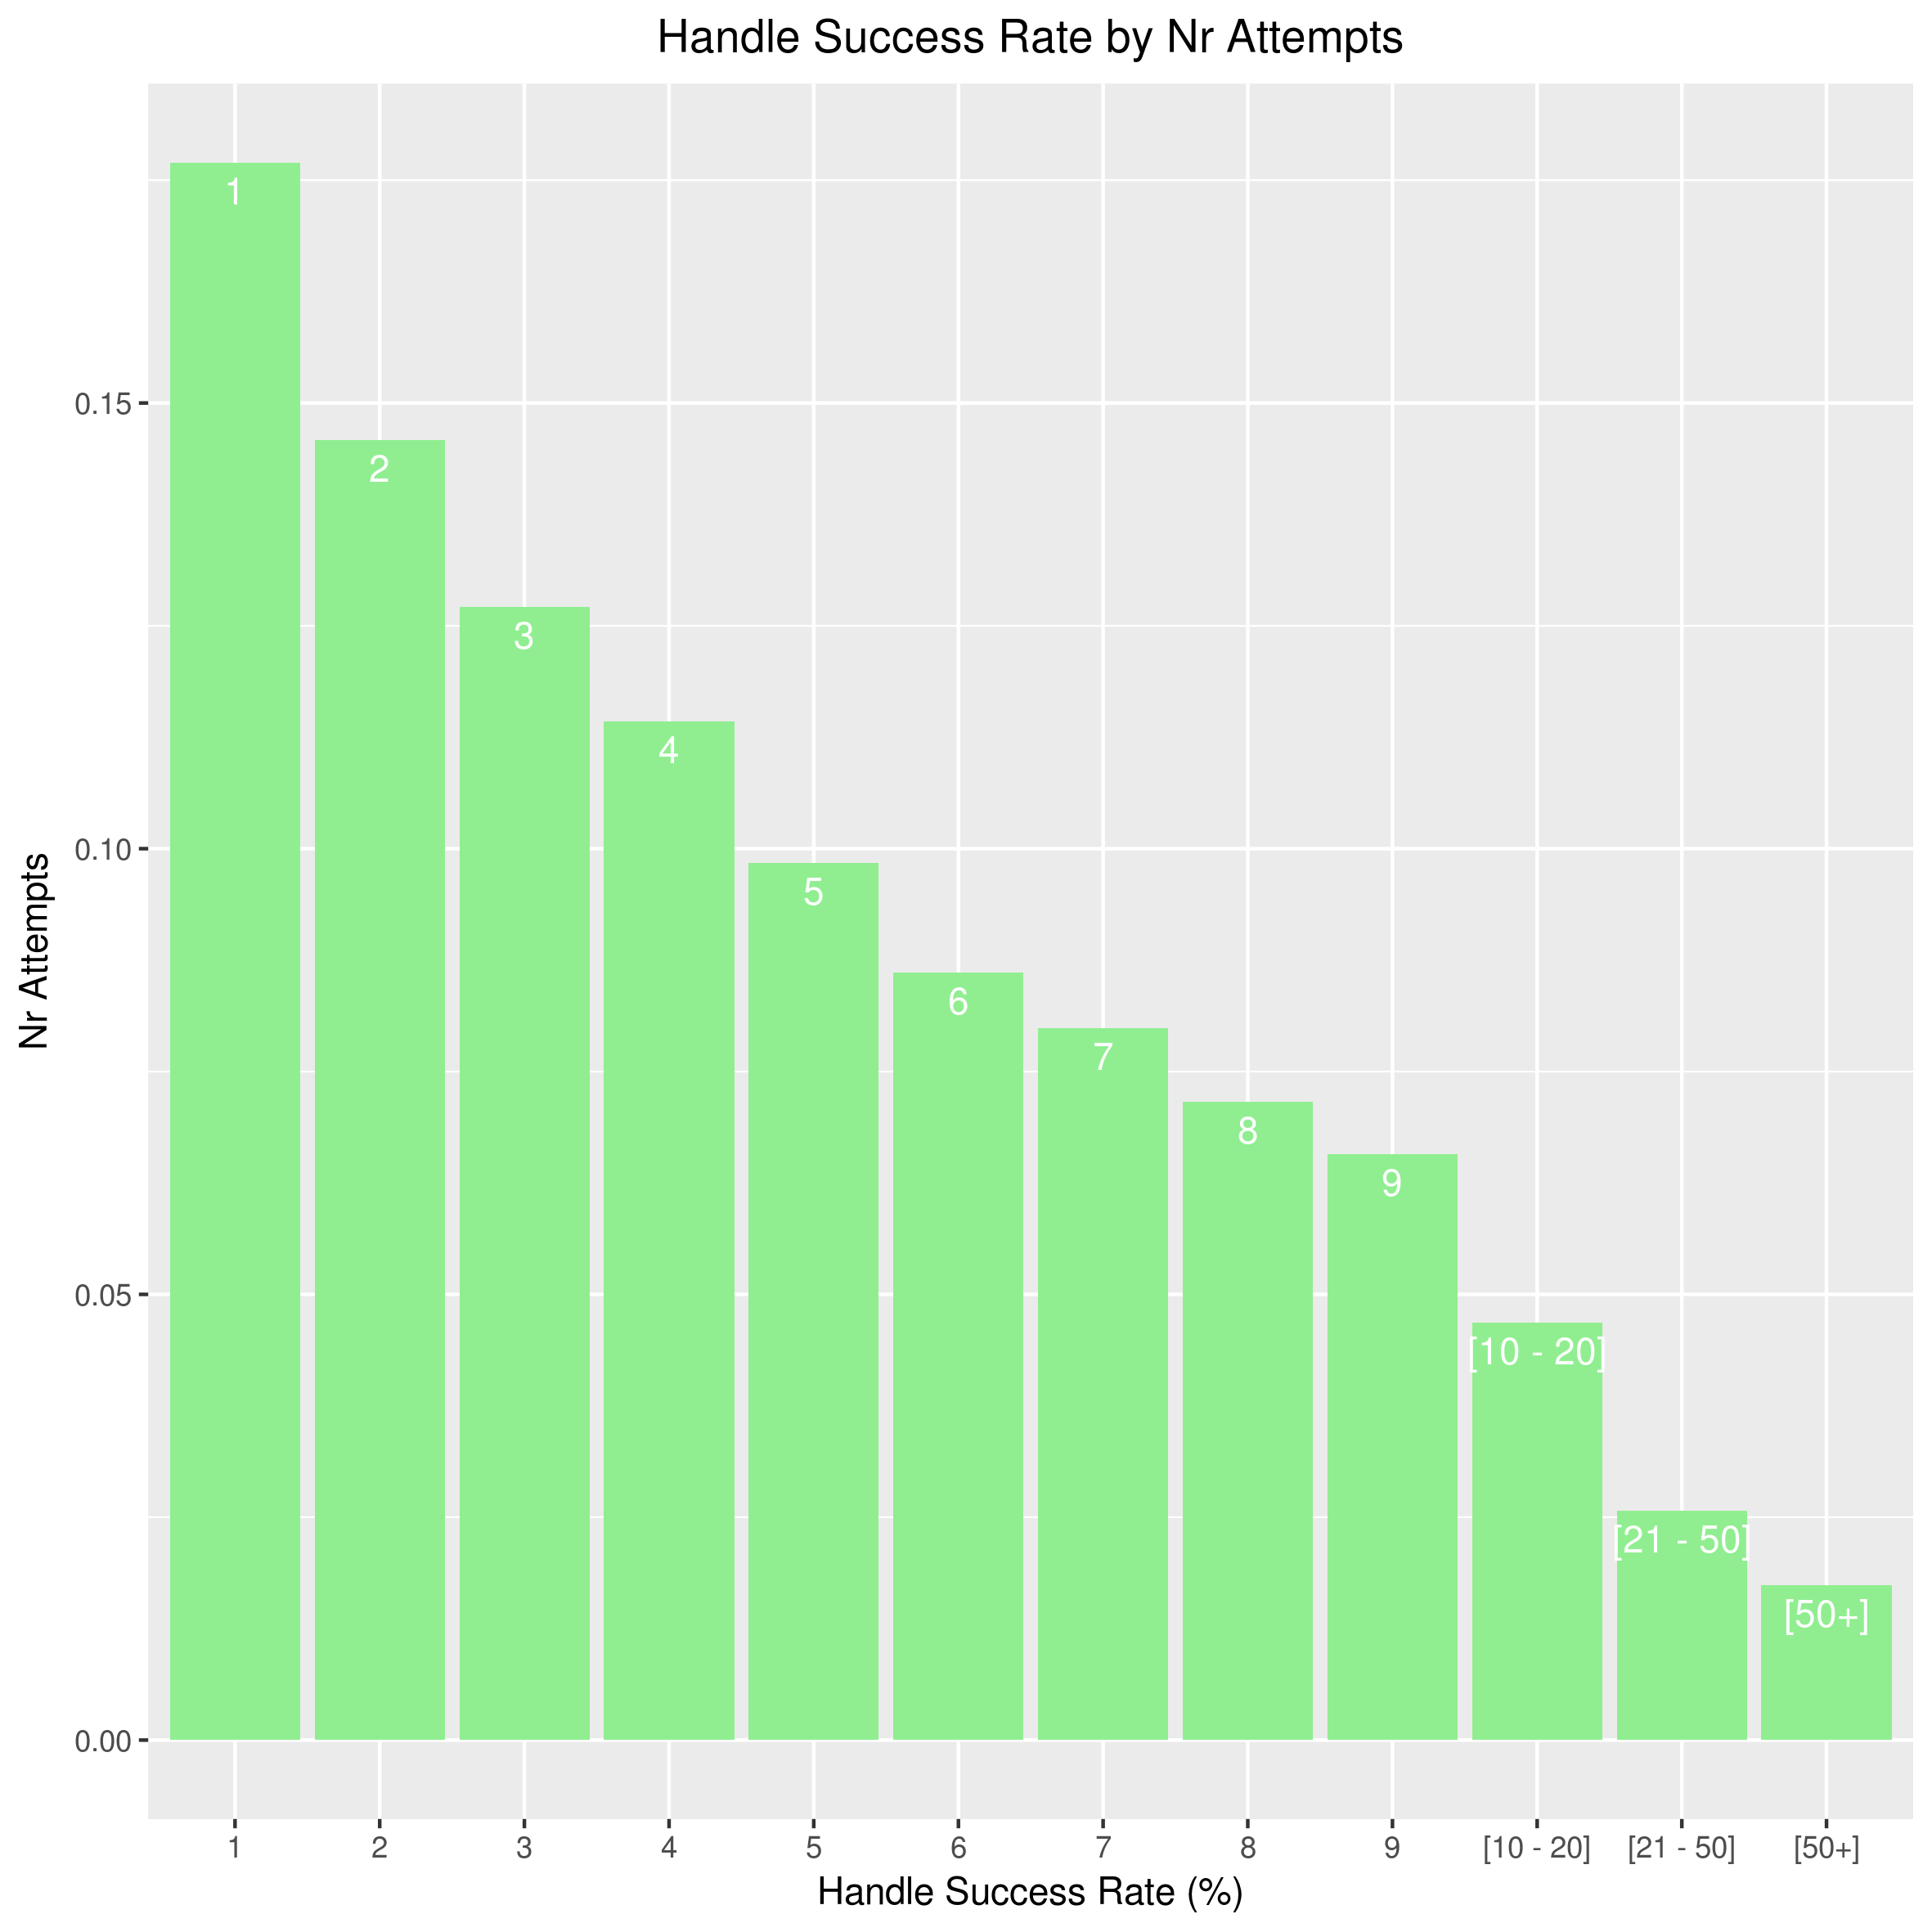 Handle Success Rate by Nr Attempts
Nr Attempts
0.15
0.10
0.05
0.00
1
2
3
4
5
6
7
8
9
[10 - 20]
[21 - 50]
[50+]
1 2 3 4 5 6 7 8 9 [10 - 20] [21 - 50] [50+]
Handle Success Rate (%)